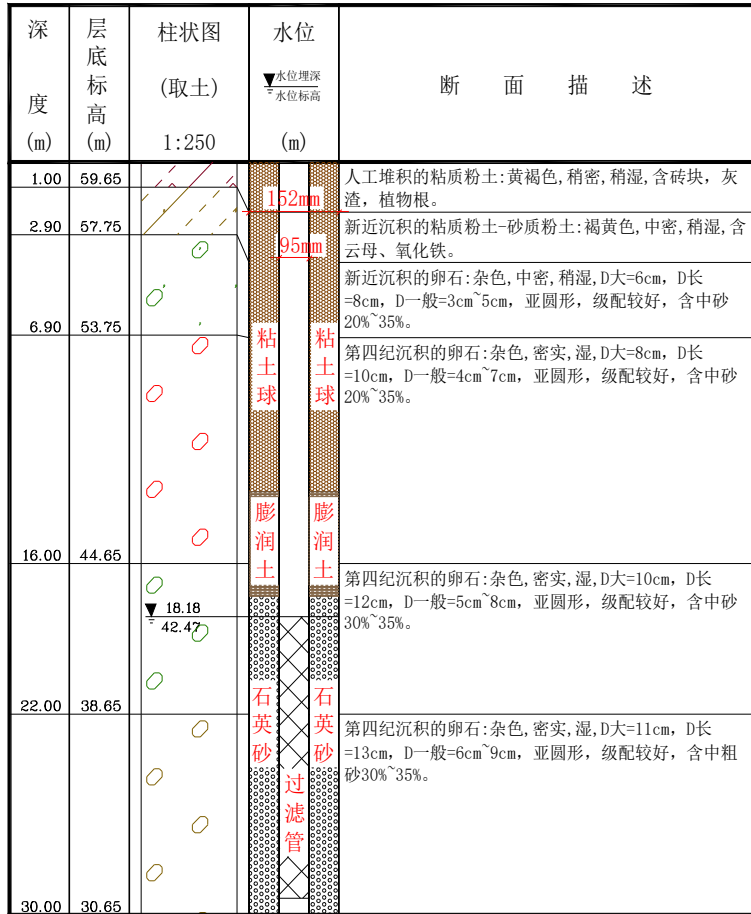 深度(m)
层底标高(m)
柱状图
(取土)
1:250
水位
水位埋深
水位标高
(m)
断面描述
1.00 59.65
人工堆积的粘质粉土:黄褐色,稍密,稍湿,含砖块，灰
渣，植物根。
152mm
2.90 57.75
新近沉积的粘质粉土-砂质粉土:褐黄色,中密,稍湿,含
云母、氧化铁。
95mm
新近沉积的卵石:杂色,中密,稍湿,D大=6cm，D长
=8cm，D一般=3cm~5cm，亚圆形，级配较好，含中砂
20%~35%。
6.90 53.75
粘土球
粘土球
第四纪沉积的卵石:杂色,密实,湿,D大=8cm，D长
=10cm，D一般=4cm~7cm，亚圆形，级配较好，含中砂
20%~35%。
膨润土
膨润土
16.00 44.65
第四纪沉积的卵石:杂色,密实,湿,D大=10cm，D长
=12cm，D一般=5cm~8cm，亚圆形，级配较好，含中砂
30%~35%。
18.18
42.47
石英砂
石英砂
22.00 38.65
第四纪沉积的卵石:杂色,密实,湿,D大=11cm，D长
=13cm，D一般=6cm~9cm，亚圆形，级配较好，含中粗
砂30%~35%。
过滤管
30.00 30.65